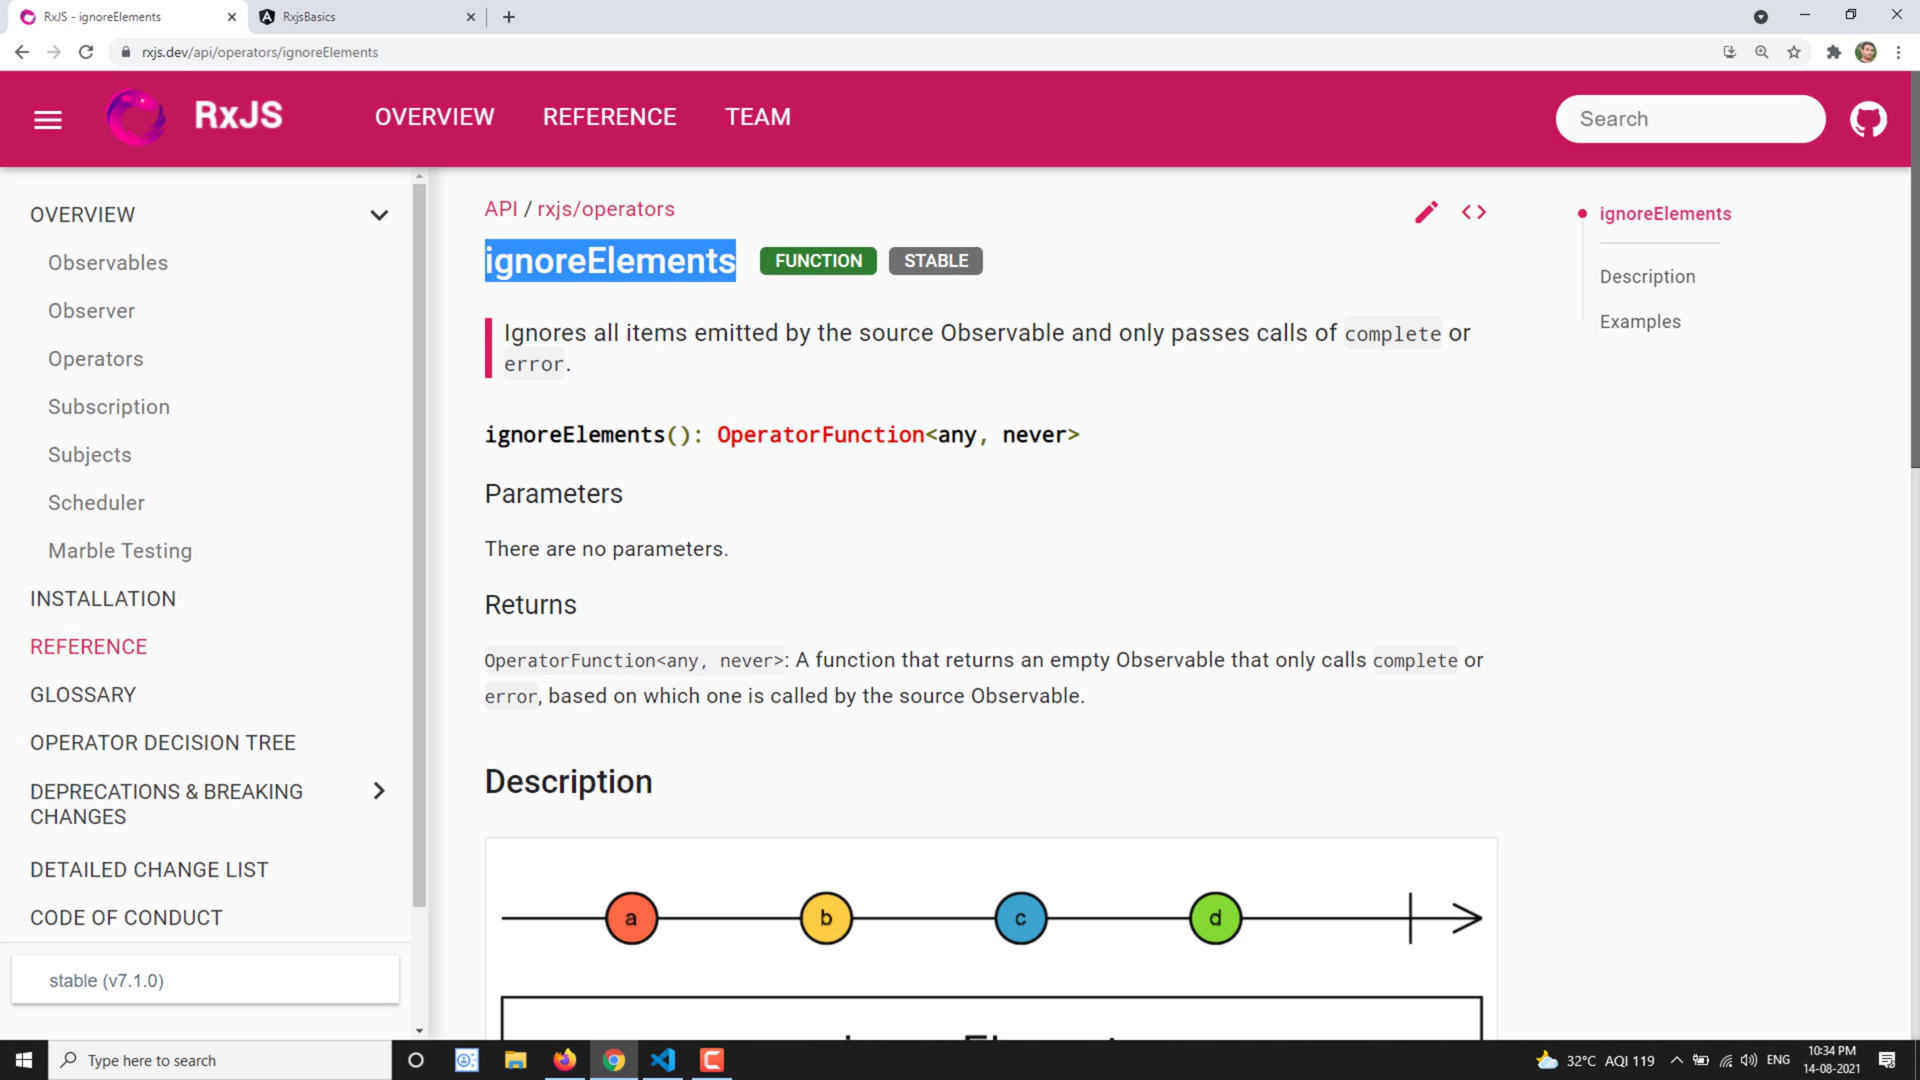 RxJS - ignoreElements
RxjsBasics
rxjs.dev/api/operators/ignoreElements
RxJS
OVERVIEW
REFERENCE
TEAM
Search
OVERVIEW
Observables
Observer
Operators
Subscription
Subjects
Scheduler
Marble Testing
INSTALLATION
REFERENCE
GLOSSARY
OPERATOR DECISION TREE
DEPRECATIONS & BREAKING
CHANGES
DETAILED CHANGE LIST
CODE OF CONDUCT
stable (v7.1.0)
API / rxjs/operators
ignoreElements FUNCTION STABLE
Ignores all items emitted by the source Observable and only passes calls of complete or
error.
ignoreElements(): OperatorFunction<any, never>
Parameters
There are no parameters.
Returns
OperatorFunction<any, never>: A function that returns an empty Observable that only calls complete or
error, based on which one is called by the source Observable.
Description
a b c d
ignoreElements
Description
Examples
Type here to search
32°C AQI 119
ENG
10:34 PM
14-08-2021